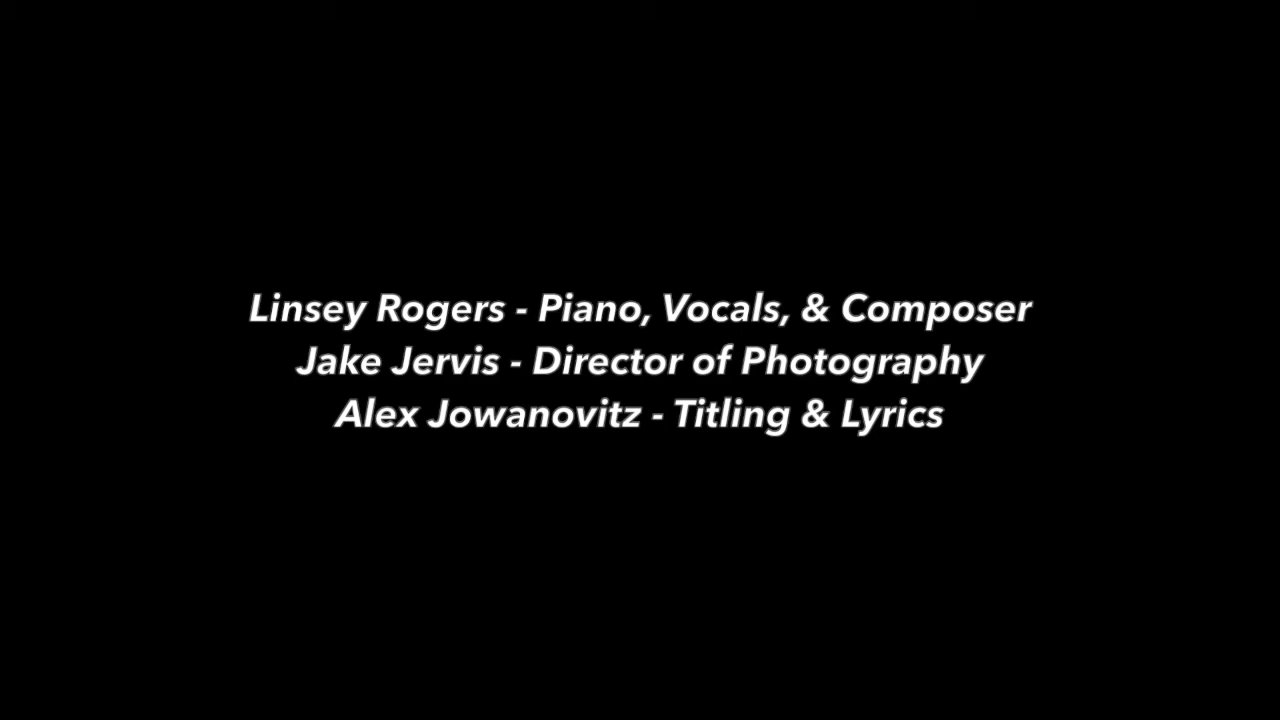 Linsey Rogers - Piano, Vocals, & Composer
Jake Jervis - Director of Photography
Alex Jowanovitz - Titling & Lyrics